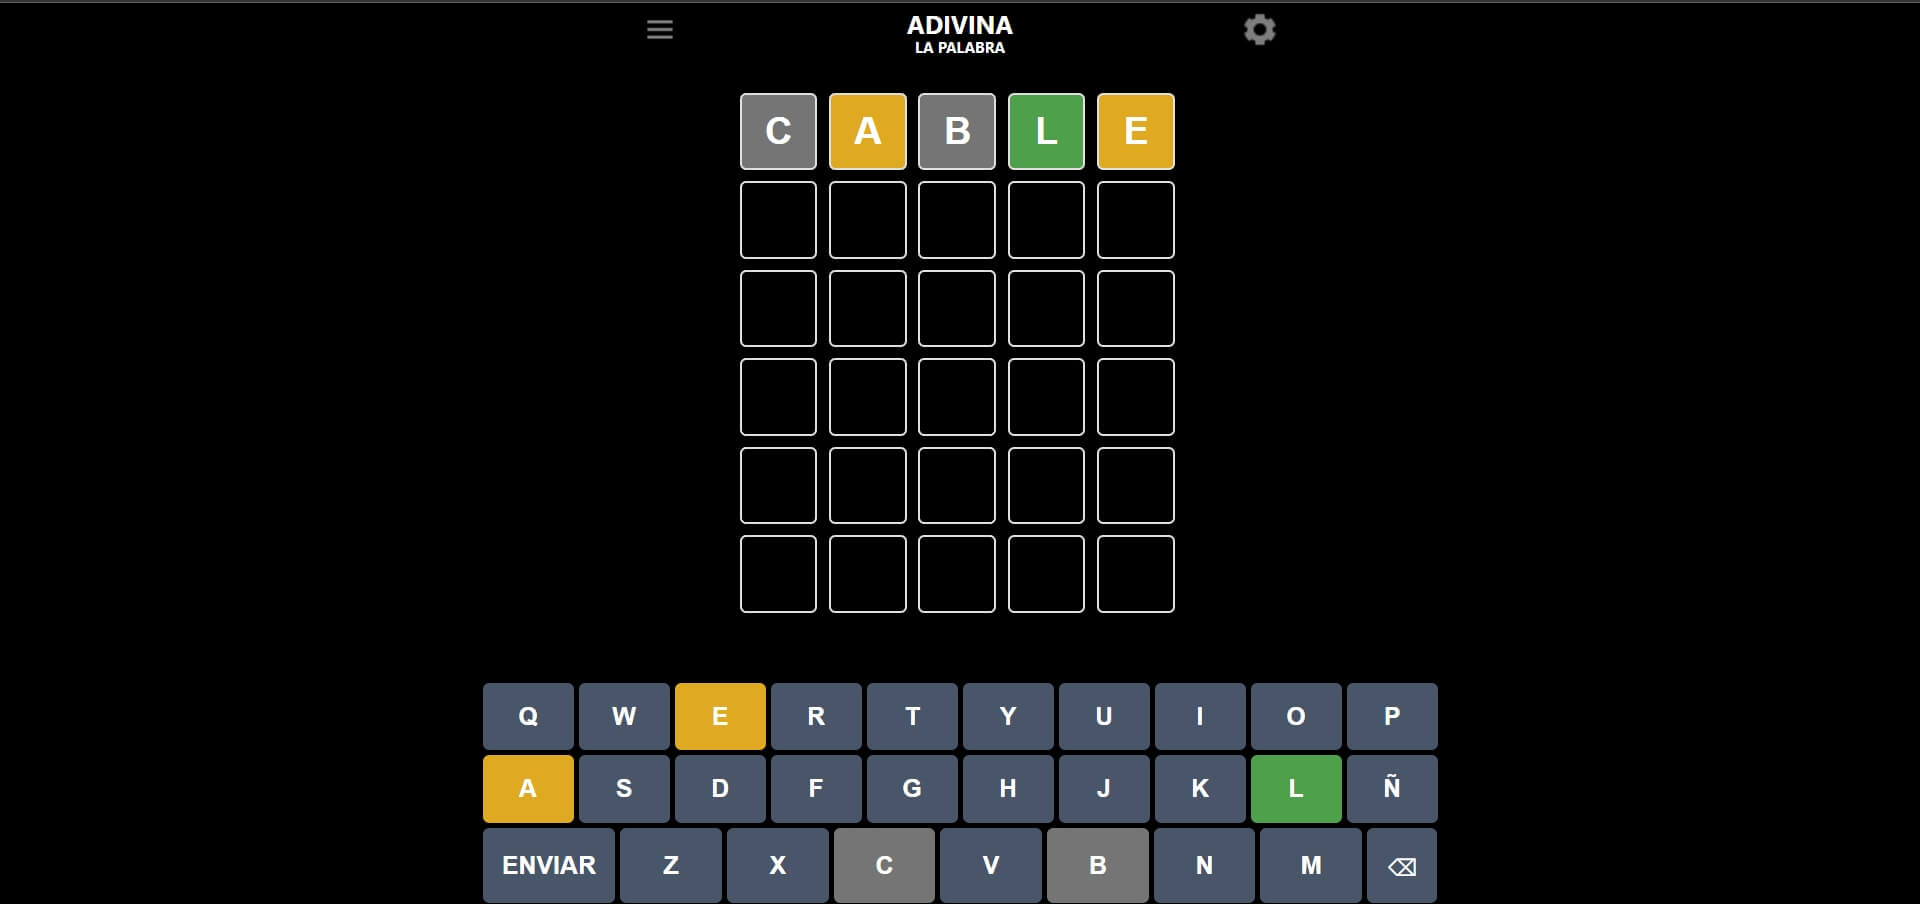 ADIVINA
LA PALABRA
C A B L E
Q W E R T Y U I O P
A S D F G H J K L Ñ
ENVIAR Z X C V B N M